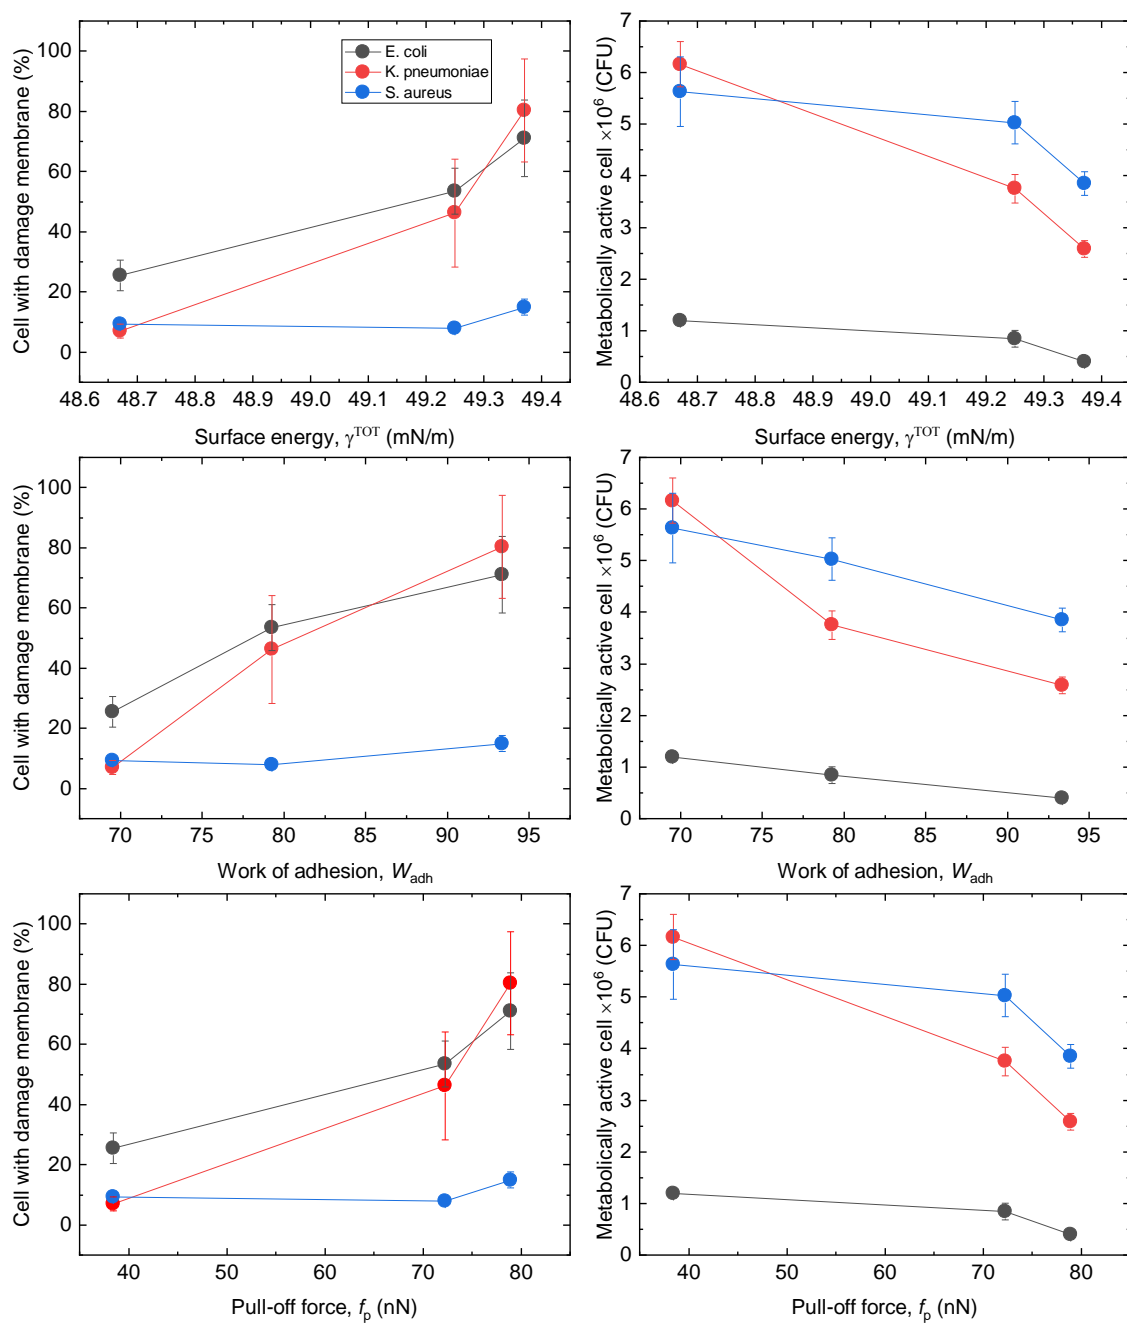 Cell with damage membrane (%)
100
80
60
40
20
0
E. coli
K. pneumoniae
S. aureus
48.6 48.7 48.8 48.9 49.0 49.1 49.2 49.3 49.4
Surface energy, γTOT (mN/m)
Metabolically active cell ×10⁶ (CFU)
7
6
5
4
3
2
1
0
48.6 48.7 48.8 48.9 49.0 49.1 49.2 49.3 49.4
Surface energy, γTOT (mN/m)
Cell with damage membrane (%)
100
80
60
40
20
0
70 75 80 85 90 95
Work of adhesion, Wadh
Metabolically active cell ×10⁶ (CFU)
7
6
5
4
3
2
1
0
70 75 80 85 90 95
Work of adhesion, Wadh
Cell with damage membrane (%)
100
80
60
40
20
0
40 50 60 70 80
Pull-off force, fp (nN)
Metabolically active cell ×10⁶ (CFU)
7
6
5
4
3
2
1
0
40 50 60 70 80
Pull-off force, fp (nN)